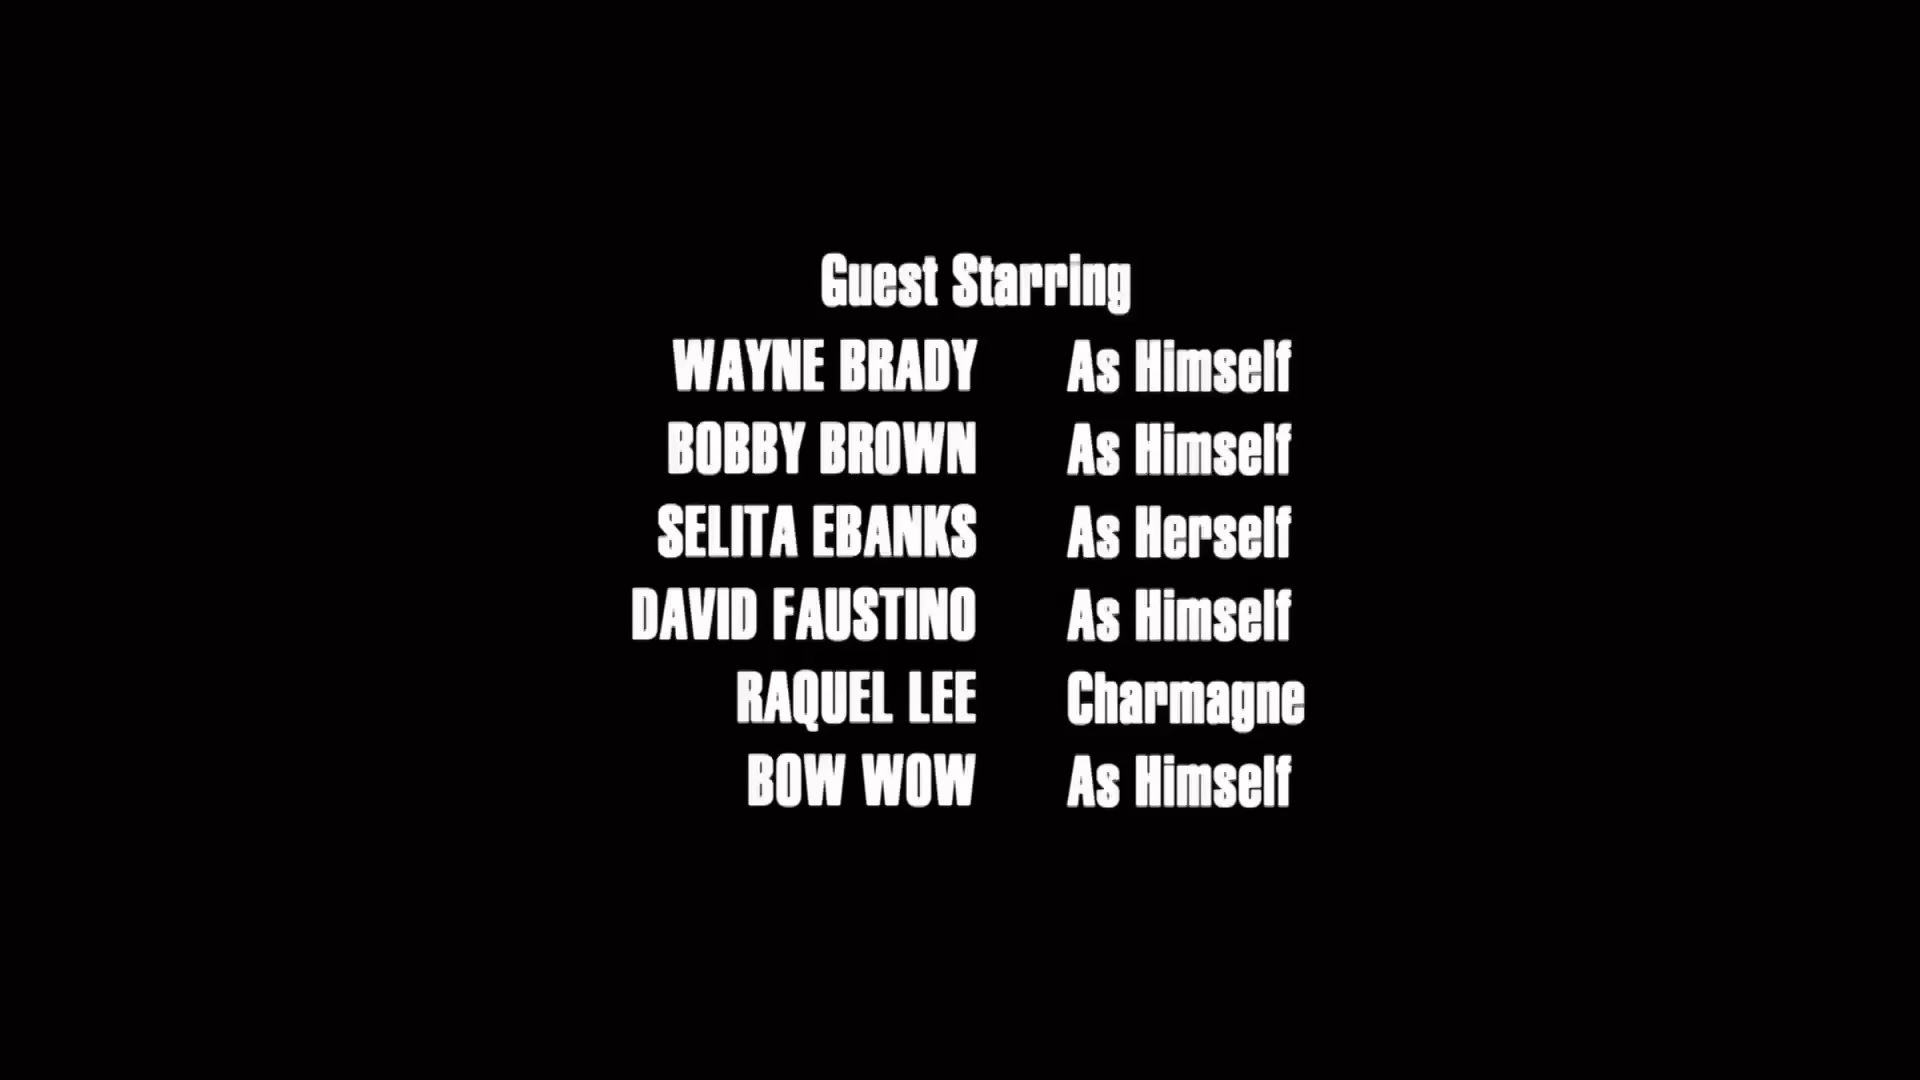 Guest Starring
WAYNE BRADY As Himself
BOBBY BROWN As Himself
SELITA EBANKS As Herself
DAVID FAUSTINO As Himself
RAQUEL LEE Charmagne
BOW WOW As Himself